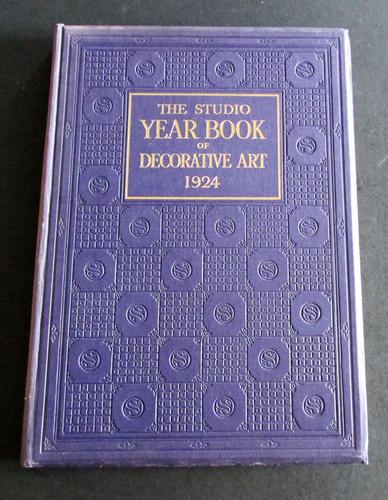 THE STUDIO
YEAR BOOK
OF
DECORATIVE ART
1924